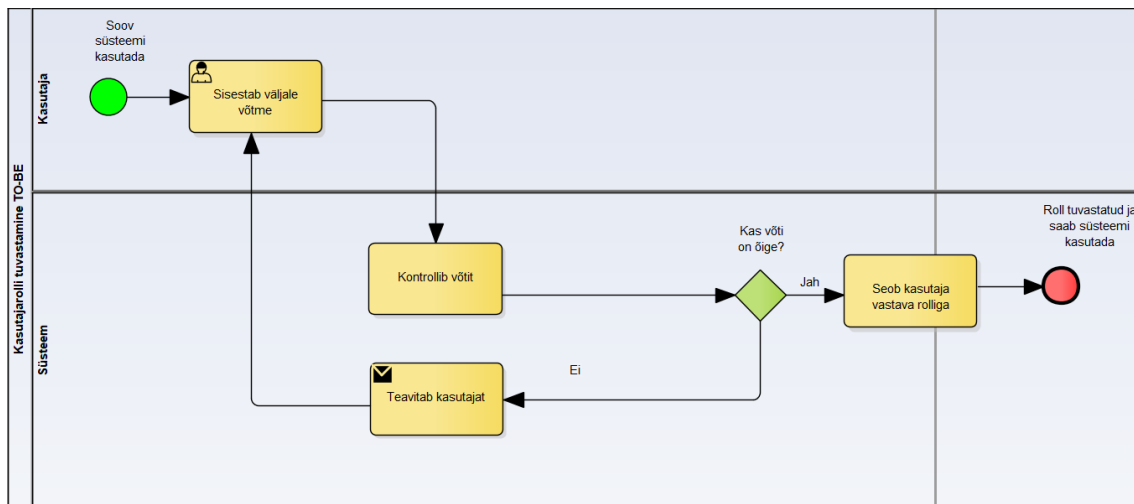 Kasutajarolli tuvastamine TO-BE
Kasutaja
Soov
süsteemi
kasutada
Sisestab väljale
võtme
Süsteem
Kontrollib võtit
Kas võti
on õige?
Jah
Seob kasutaja
vastava rolliga
Roll tuvastatud ja
saab süsteemi
kasutada
Ei
Teavitab kasutajat